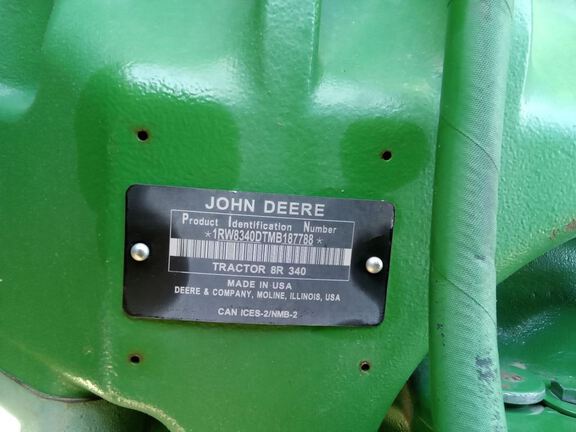 JOHN DEERE
Product Identification Number
*1RW8340DTMB187788*
TRACTOR 8R 340
MADE IN USA
DEERE & COMPANY, MOLINE, ILLINOIS, USA
CAN ICES-2/NMB-2